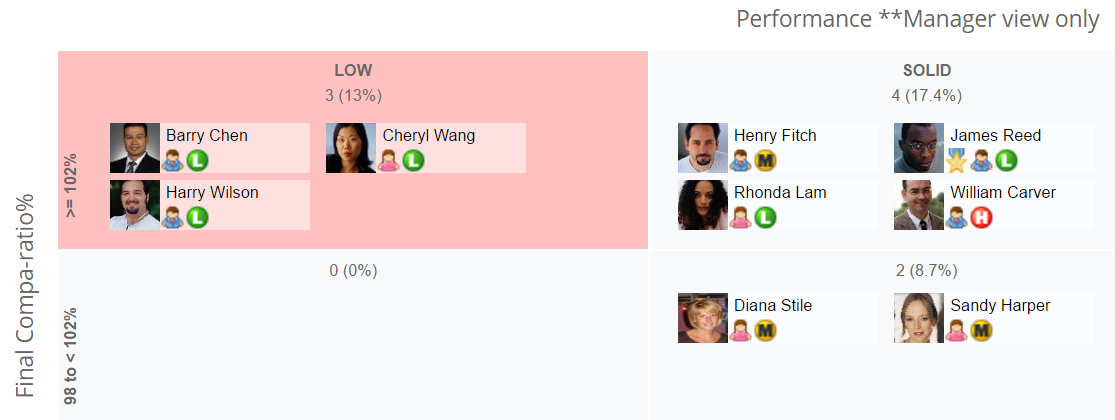 Performance **Manager view only
LOW
3 (13%)
SOLID
4 (17.4%)
Final Compa-ratio%
>= 102%
Barry Chen
L
Cheryl Wang
L
Harry Wilson
L
Henry Fitch
M
James Reed
L
Rhonda Lam
L
William Carver
H
98 to < 102%
0 (0%)
2 (8.7%)
Diana Stile
M
Sandy Harper
M